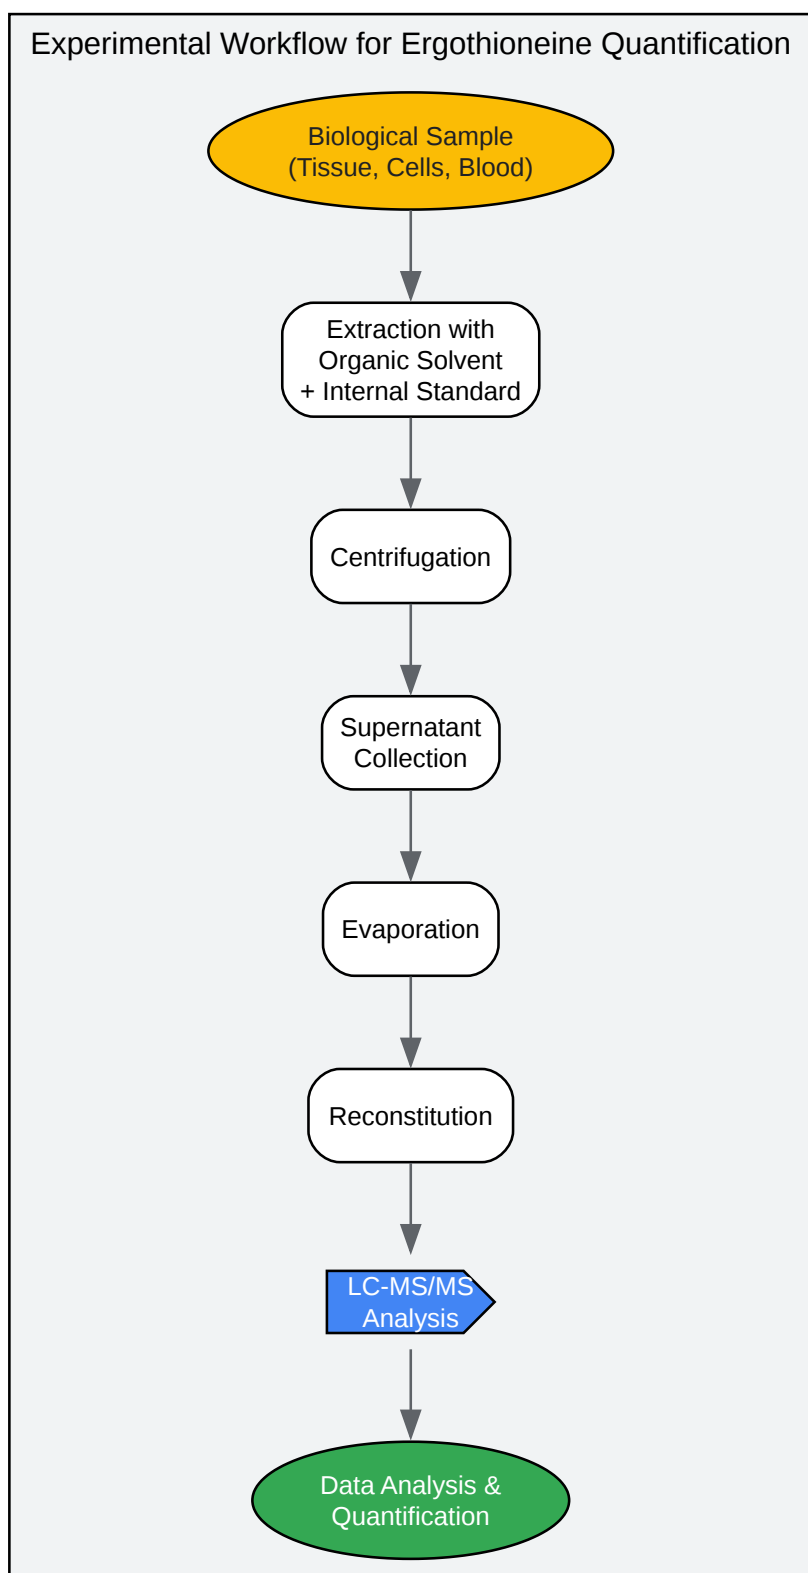 Experimental Workflow for Ergothioneine Quantification
Biological Sample
(Tissue, Cells, Blood)
Extraction with
Organic Solvent
+ Internal Standard
Centrifugation
Supernatant
Collection
Evaporation
Reconstitution
LC-MS/MS
Analysis
Data Analysis &
Quantification